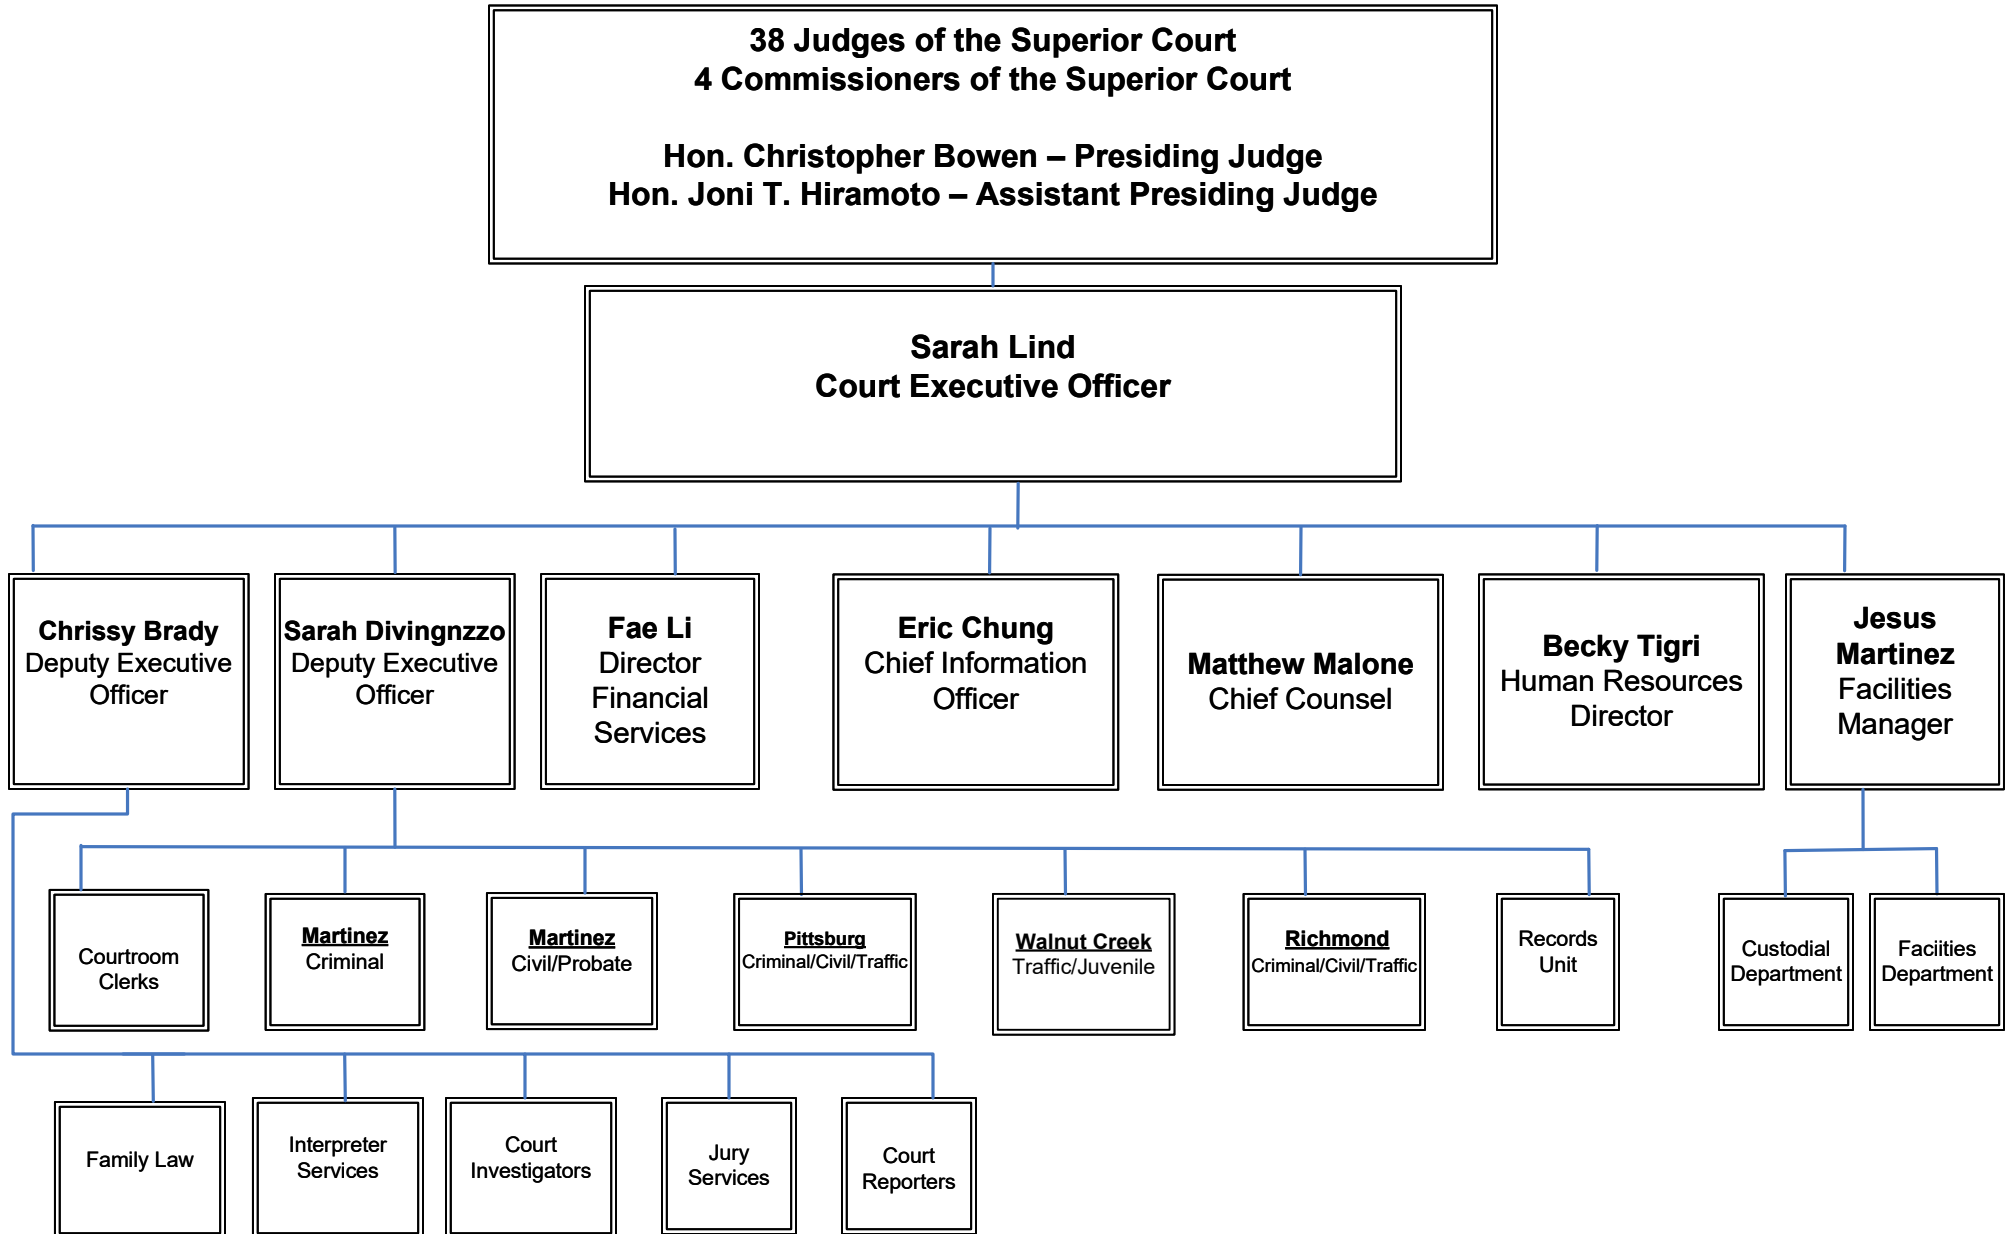 38 Judges of the Superior Court
4 Commissioners of the Superior Court
Hon. Christopher Bowen – Presiding Judge
Hon. Joni T. Hiramoto – Assistant Presiding Judge
Sarah Lind
Court Executive Officer
Chrissy Brady
Deputy Executive
Officer
Sarah Divingnzzo
Deputy Executive
Officer
Fae Li
Director
Financial
Services
Eric Chung
Chief Information
Officer
Matthew Malone
Chief Counsel
Becky Tigri
Human Resources
Director
Jesus
Martinez
Facilities
Manager
Courtroom
Clerks
Martinez
Criminal
Martinez
Civil/Probate
Pittsburg
Criminal/Civil/Traffic
Walnut Creek
Traffic/Juvenile
Richmond
Criminal/Civil/Traffic
Records
Unit
Custodial
Department
Faciities
Department
Family Law
Interpreter
Services
Court
Investigators
Jury
Services
Court
Reporters